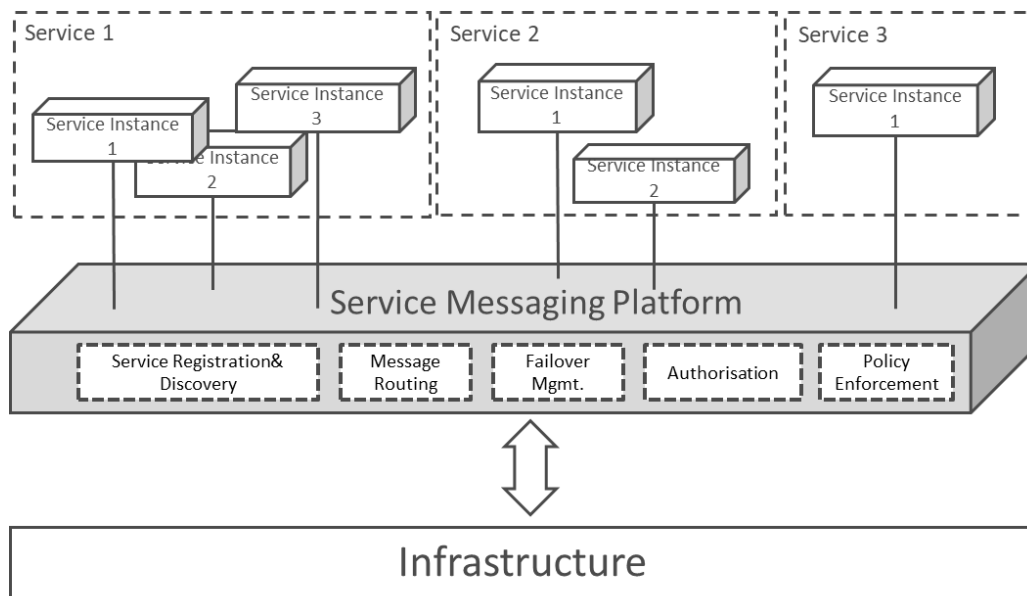 Service 1
Service Instance
1
Service Instance
2
Service Instance
3
Service 2
Service Instance
1
Service Instance
2
Service 3
Service Instance
1
Service Messaging Platform
Service Registration&
Discovery
Message
Routing
Failover
Mgmt.
Authorisation
Policy
Enforcement
Infrastructure